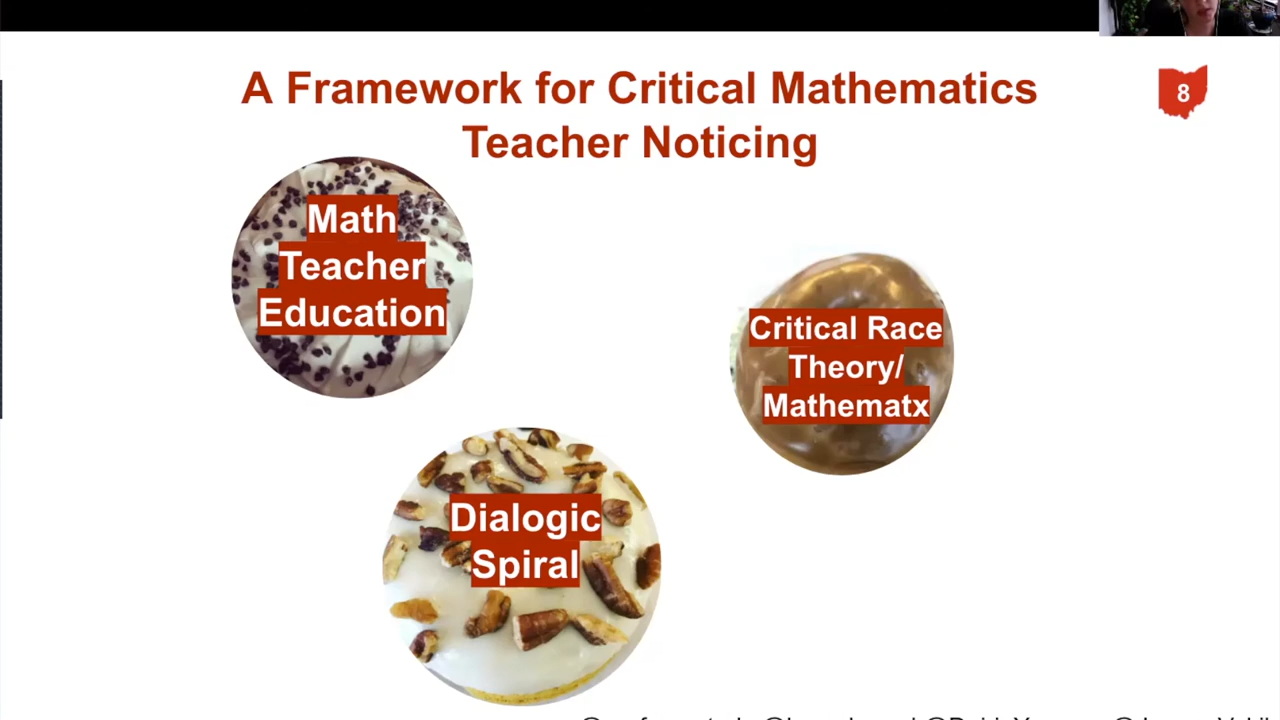 A Framework for Critical Mathematics
Teacher Noticing
8
Math
Teacher
Education
Critical Race
Theory/
Mathematx
Dialogic
Spiral